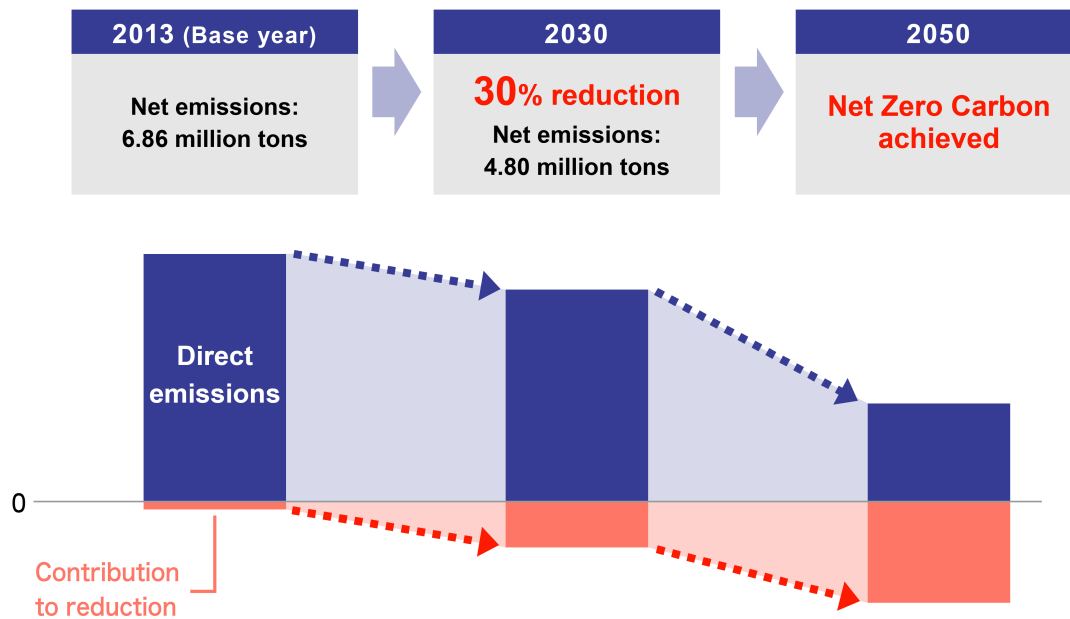 2013 (Base year)
Net emissions:
6.86 million tons
2030
30% reduction
Net emissions:
4.80 million tons
2050
Net Zero Carbon
achieved
Direct
emissions
0
Contribution
to reduction